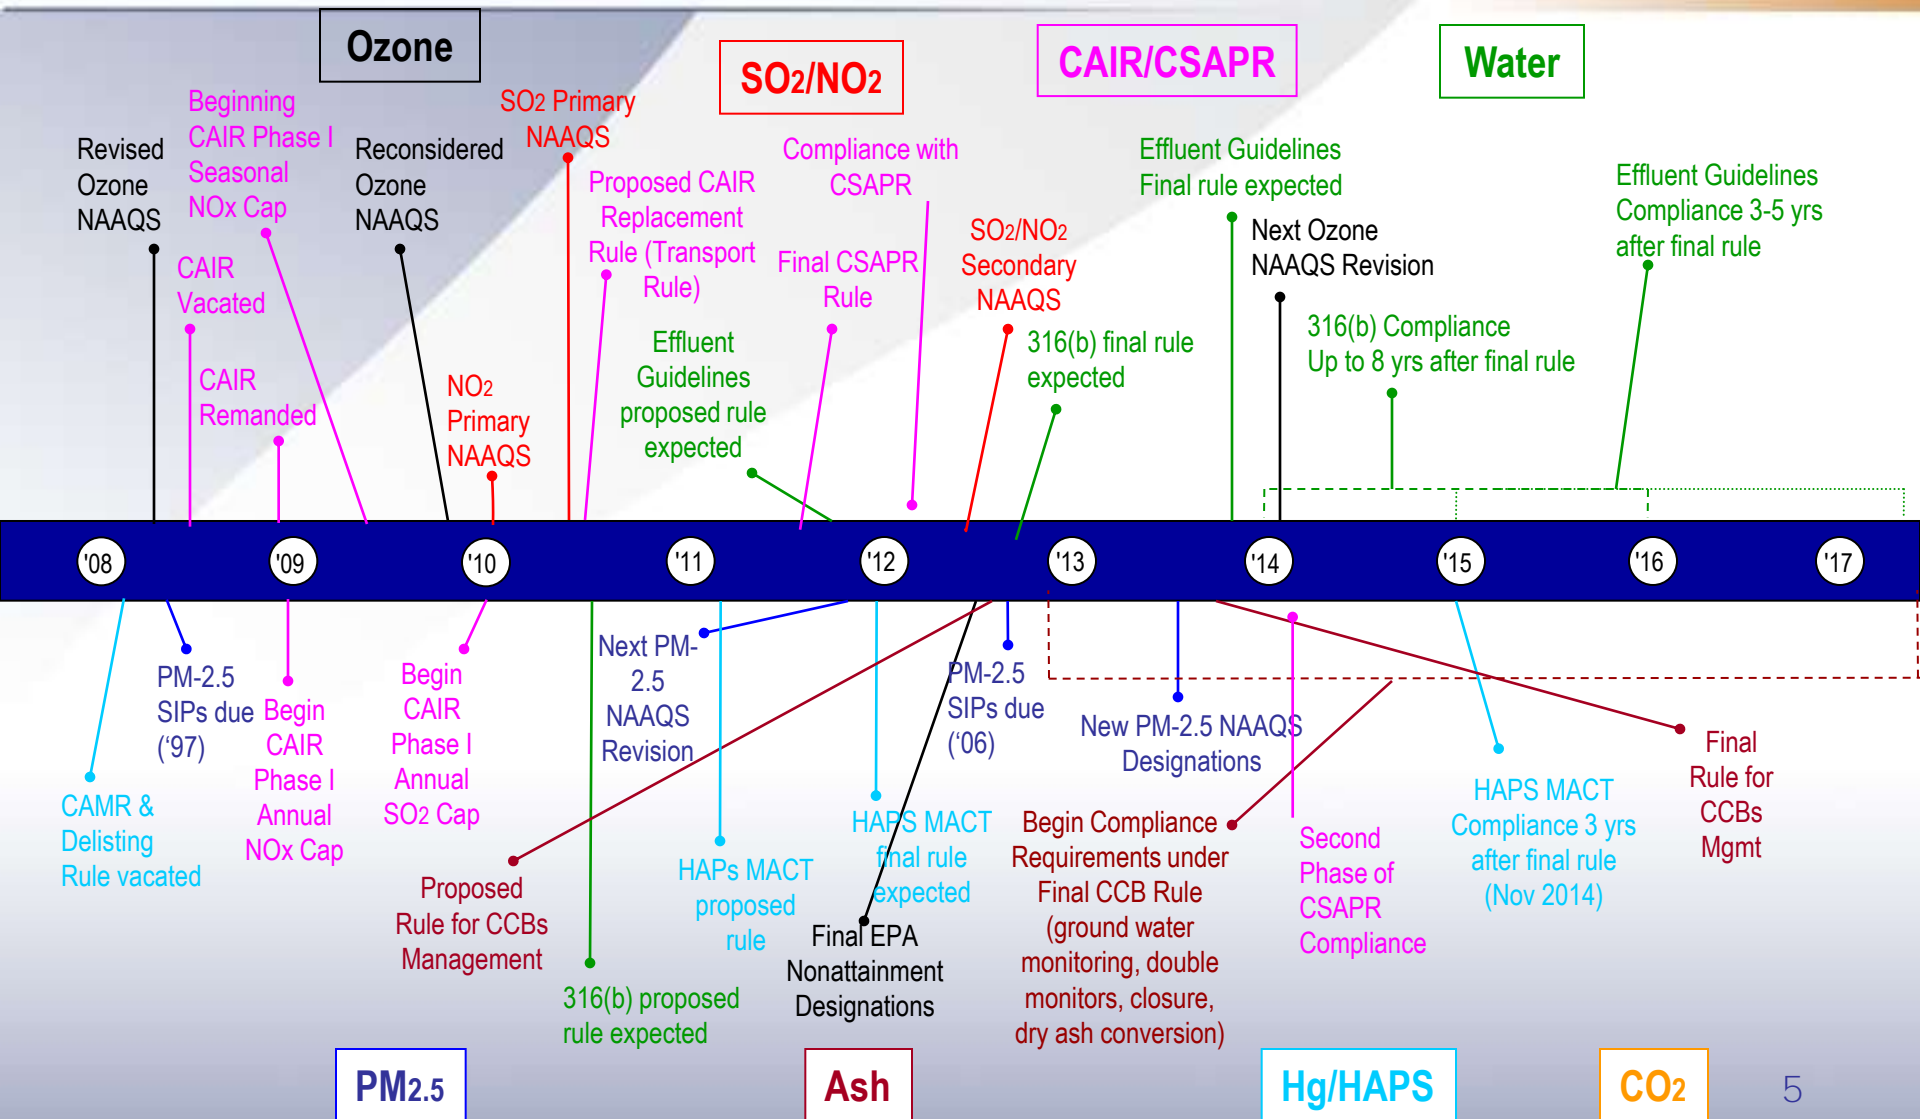 Ozone
SO2/NO2
CAIR/CSAPR
Water
Revised
Ozone
NAAQS
Beginning
CAIR Phase I
Seasonal
NOx Cap
CAIR
Vacated
CAIR
Remanded
Reconsidered
Ozone
NAAQS
NO2
Primary
NAAQS
SO2 Primary
NAAQS
Proposed CAIR
Replacement
Rule (Transport
Rule)
Effluent
Guidelines
proposed rule
expected
Compliance with
CSAPR
Final CSAPR
Rule
SO2/NO2
Secondary
NAAQS
316(b) final rule
expected
Effluent Guidelines
Final rule expected
Next Ozone
NAAQS Revision
316(b) Compliance
Up to 8 yrs after final rule
Effluent Guidelines
Compliance 3-5 yrs
after final rule
'08
'09
'10
'11
'12
'13
'14
'15
'16
'17
CAMR &
Delisting
Rule vacated
PM-2.5
SIPs due
(‘97)
Begin
CAIR
Phase I
Annual
NOx Cap
Begin
CAIR
Phase I
Annual
SO2 Cap
Proposed
Rule for CCBs
Management
316(b) proposed
rule expected
Next PM-
2.5
NAAQS
Revision
HAPs MACT
proposed
rule
HAPS MACT
final rule
expected
Final EPA
Nonattainment
Designations
PM-2.5
SIPs due
(‘06)
New PM-2.5 NAAQS
Designations
Begin Compliance
Requirements under
Final CCB Rule
(ground water
monitoring, double
monitors, closure,
dry ash conversion)
Second
Phase of
CSAPR
Compliance
HAPS MACT
Compliance 3 yrs
after final rule
(Nov 2014)
Final
Rule for
CCBs
Mgmt
PM2.5
Ash
Hg/HAPS
CO2
5